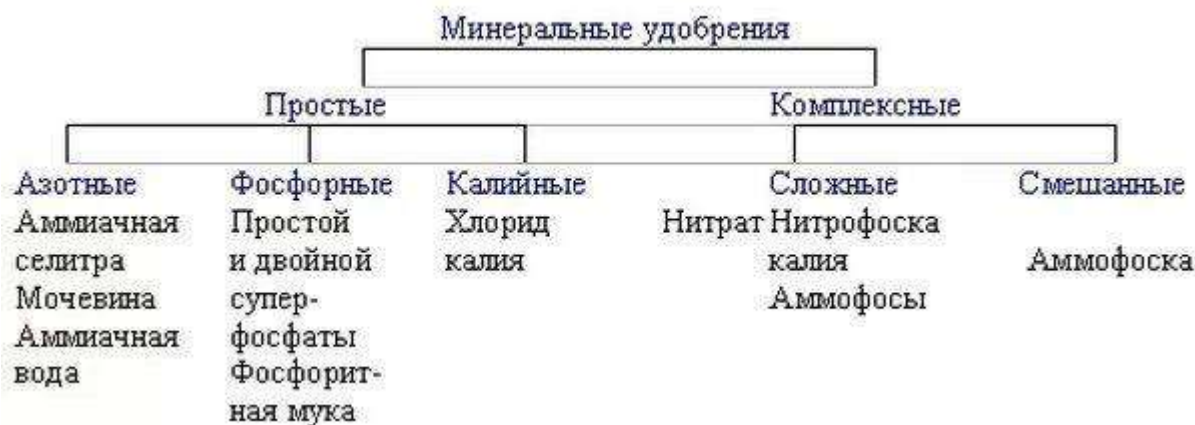 Минеральные удобрения
Простые
Комплексные
Азотные
Аммиачная
селитра
Мочевина
Аммиачная
вода
Фосфорные
Простой
и двойной
супер-
фосфаты
Фосфорит-
ная мука
Калийные
Хлорид
калия
Сложные
Нитрат Нитрофоска
калия
Аммофосы
Смешанные
Аммофоска